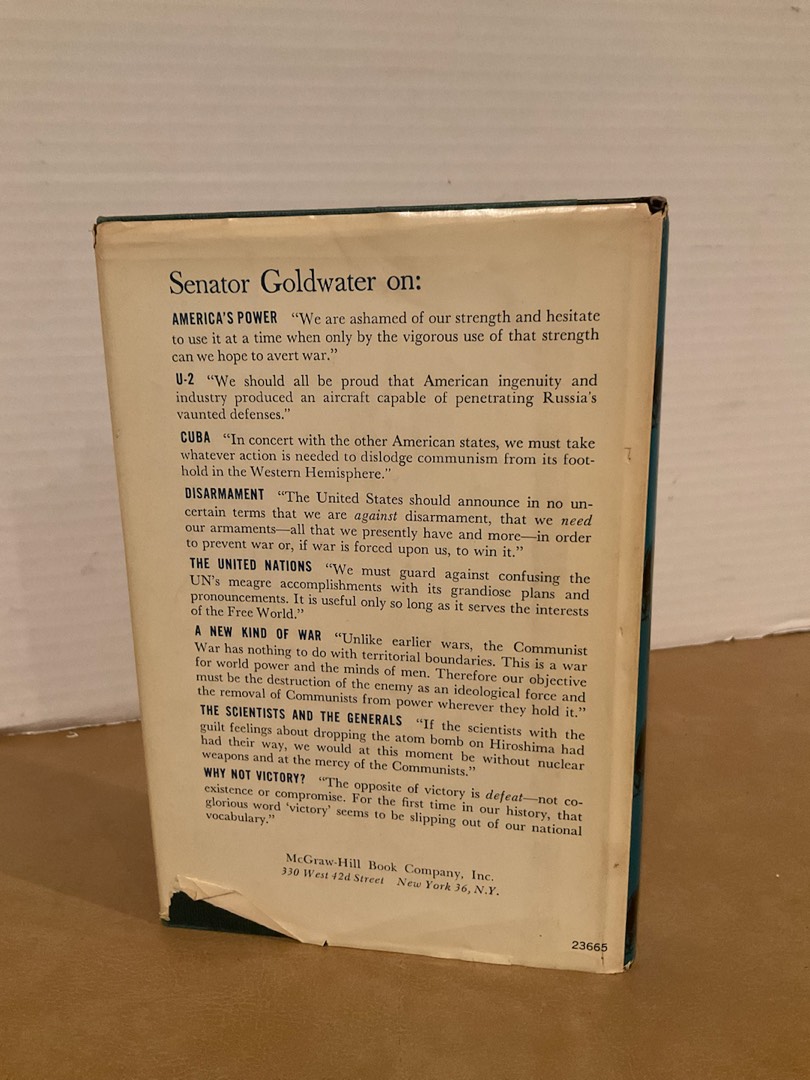 Senator Goldwater on:
AMERICA'S POWER “We are ashamed of our strength and hesitate
to use it at a time when only by the vigorous use of that strength
can we hope to avert war.”
U-2 “We should all be proud that American ingenuity and
industry produced an aircraft capable of penetrating Russia's
vaunted defenses.”
CUBA “In concert with the other American states, we must take
whatever action is needed to dislodge communism from its foot-
hold in the Western Hemisphere.”
DISARMAMENT “The United States should announce in no un-
certain terms that we are against disarmament, that we need
our armaments—all that we presently have and more—in order
to prevent war or, if war is forced upon us, to win it.”
THE UNITED NATIONS “We must guard against confusing the
UN's meagre accomplishments with its grandiose plans and
pronouncements. It is useful only so long as it serves the interests
of the Free World.”
A NEW KIND OF WAR “Unlike earlier wars, the Communist
War has nothing to do with territorial boundaries. This is a war
for world power and the minds of men. Therefore our objective
must be the destruction of the enemy as an ideological force and
the removal of Communists from power wherever they hold it.”
THE SCIENTISTS AND THE GENERALS “If the scientists with the
guilt feelings about dropping the atom bomb on Hiroshima had
had their way, we would at this moment be without nuclear
weapons and at the mercy of the Communists.”
WHY NOT VICTORY? “The opposite of victory is defeat—not co-
existence or compromise. For the first time in our history, that
glorious word ‘victory’ seems to be slipping out of our national
vocabulary.”
McGraw-Hill Book Company, Inc.
330 West 42d Street New York 36, N.Y.
23665